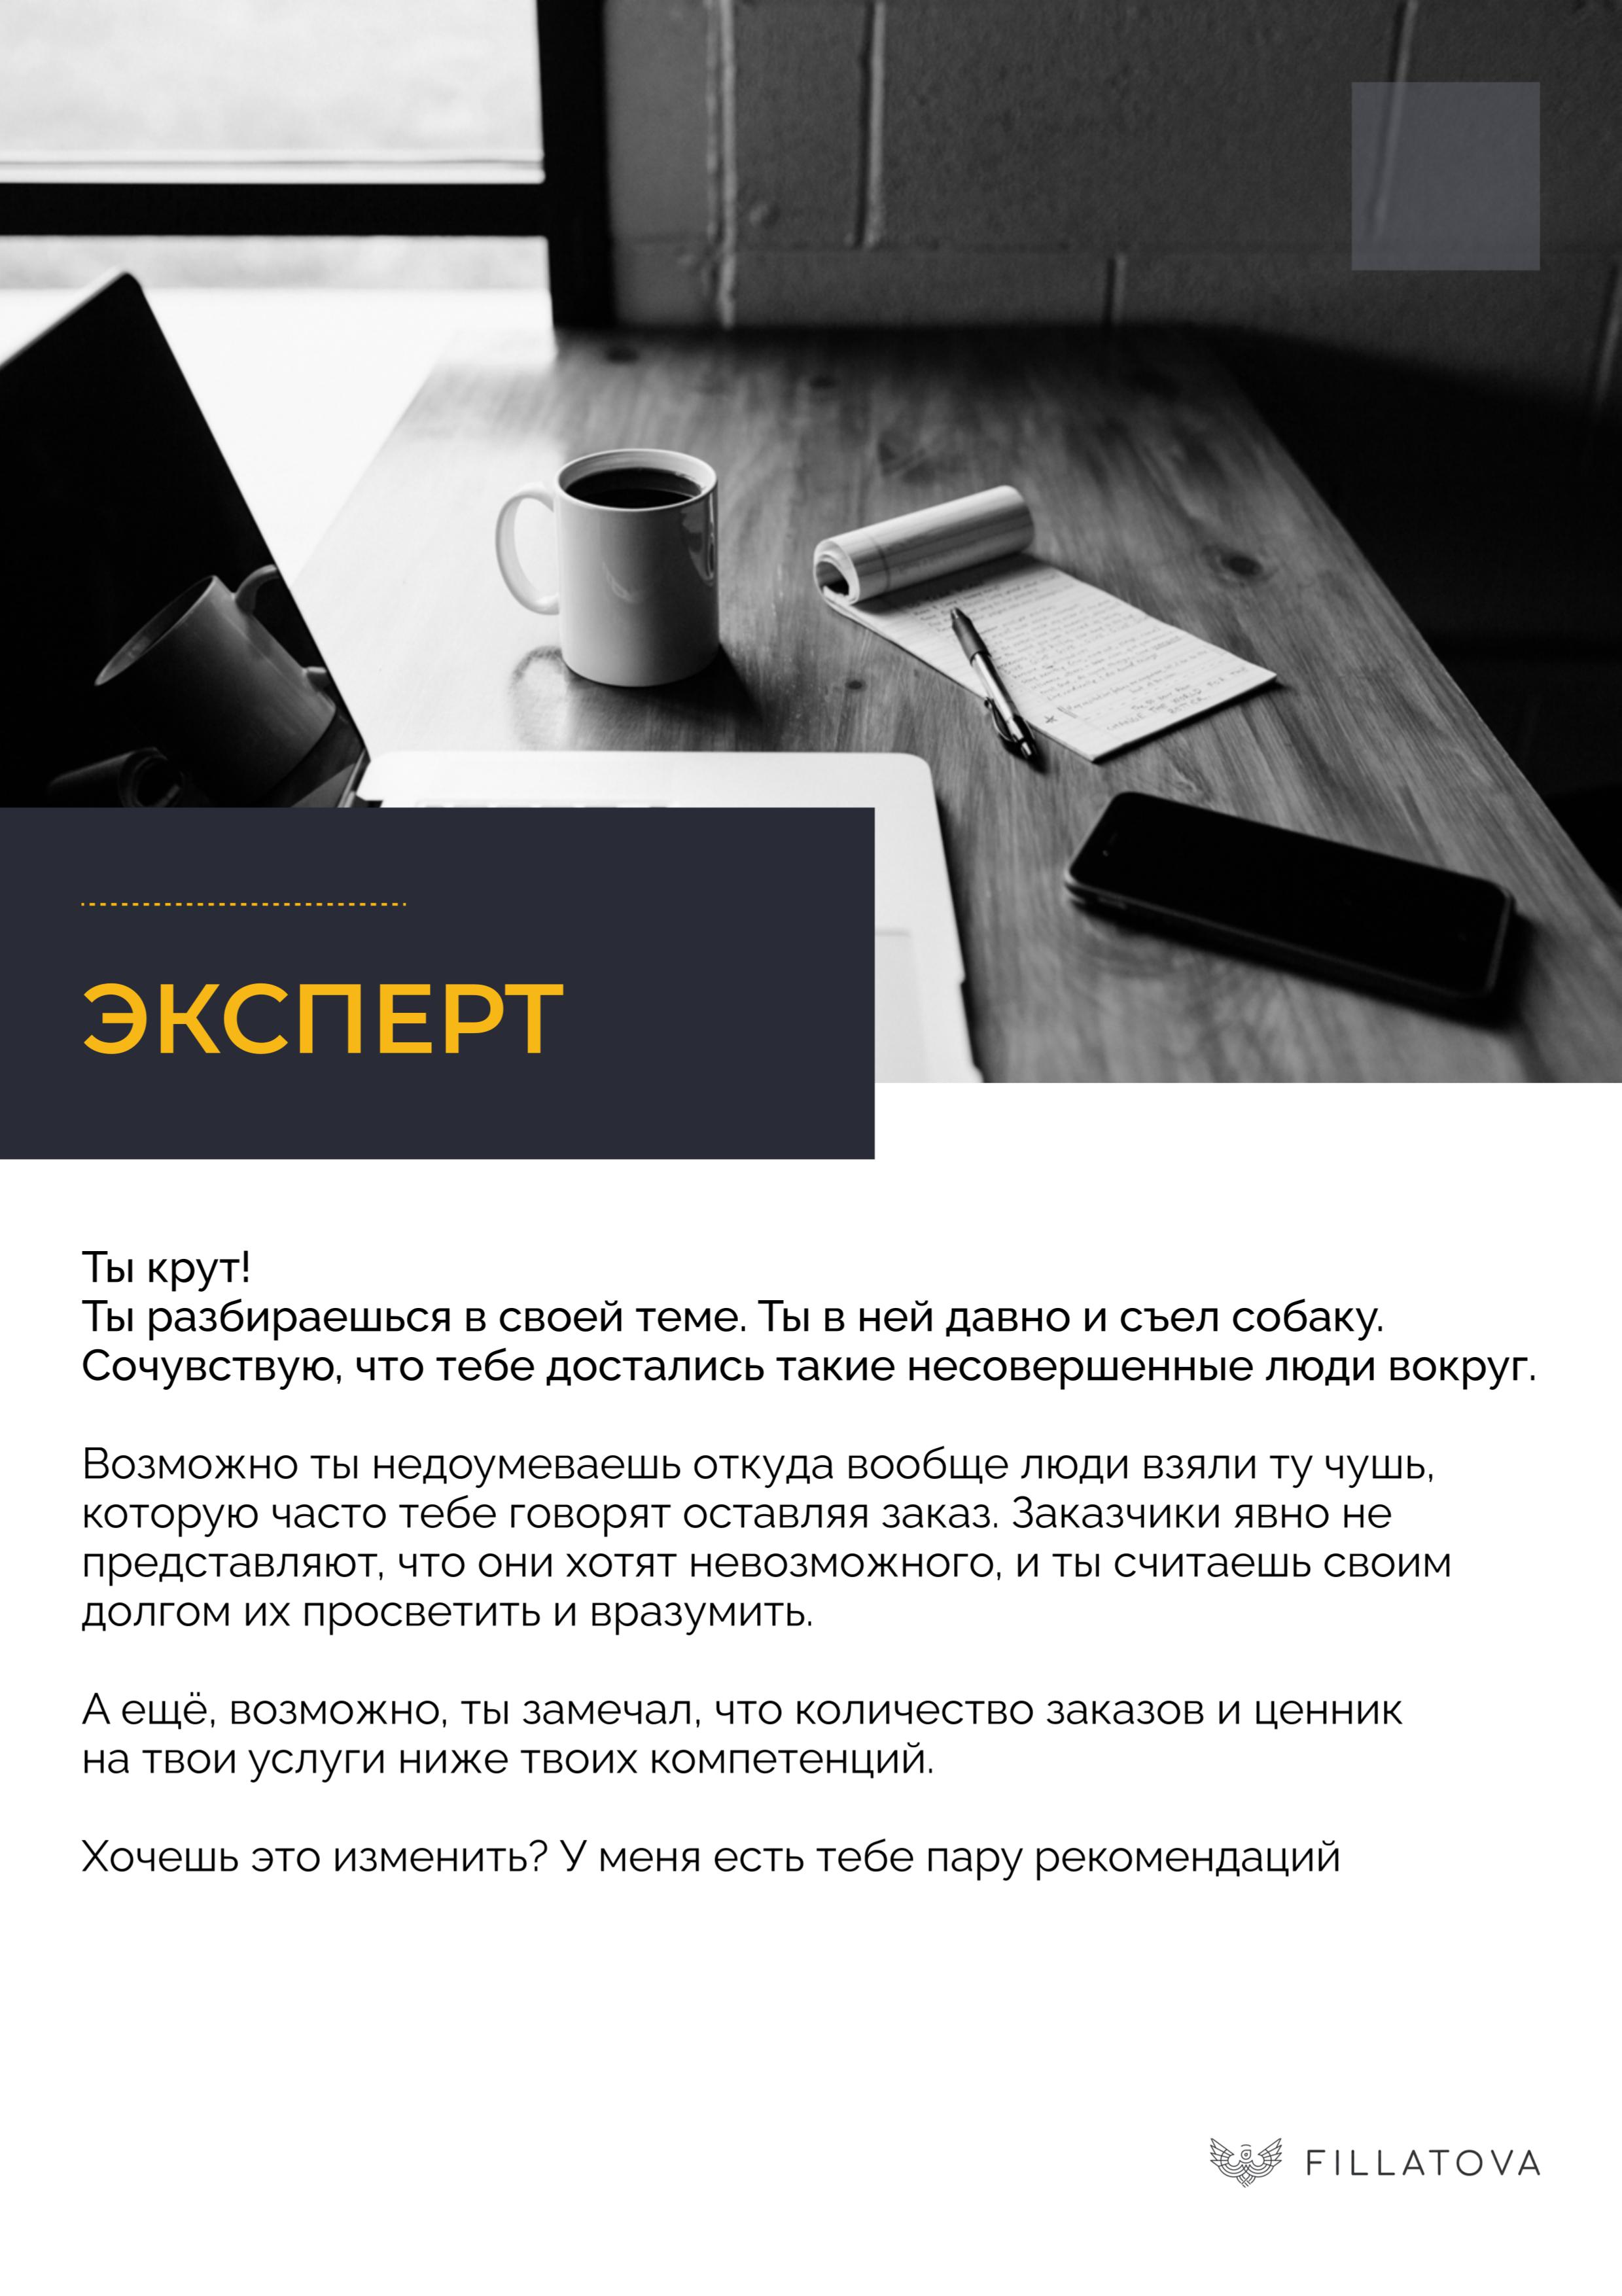 ЭКСПЕРТ
Ты крут!
Ты разбираешься в своей теме. Ты в ней давно и съел собаку.
Сочувствую, что тебе достались такие несовершенные люди вокруг.
Возможно ты недоумеваешь откуда вообще люди взяли ту чушь,
которую часто тебе говорят оставляя заказ. Заказчики явно не
представляют, что они хотят невозможного, и ты считаешь своим
долгом их просветить и вразумить.
А ещё, возможно, ты замечал, что количество заказов и ценник
на твои услуги ниже твоих компетенций.
Хочешь это изменить? У меня есть тебе пару рекомендаций
FILLATOVA